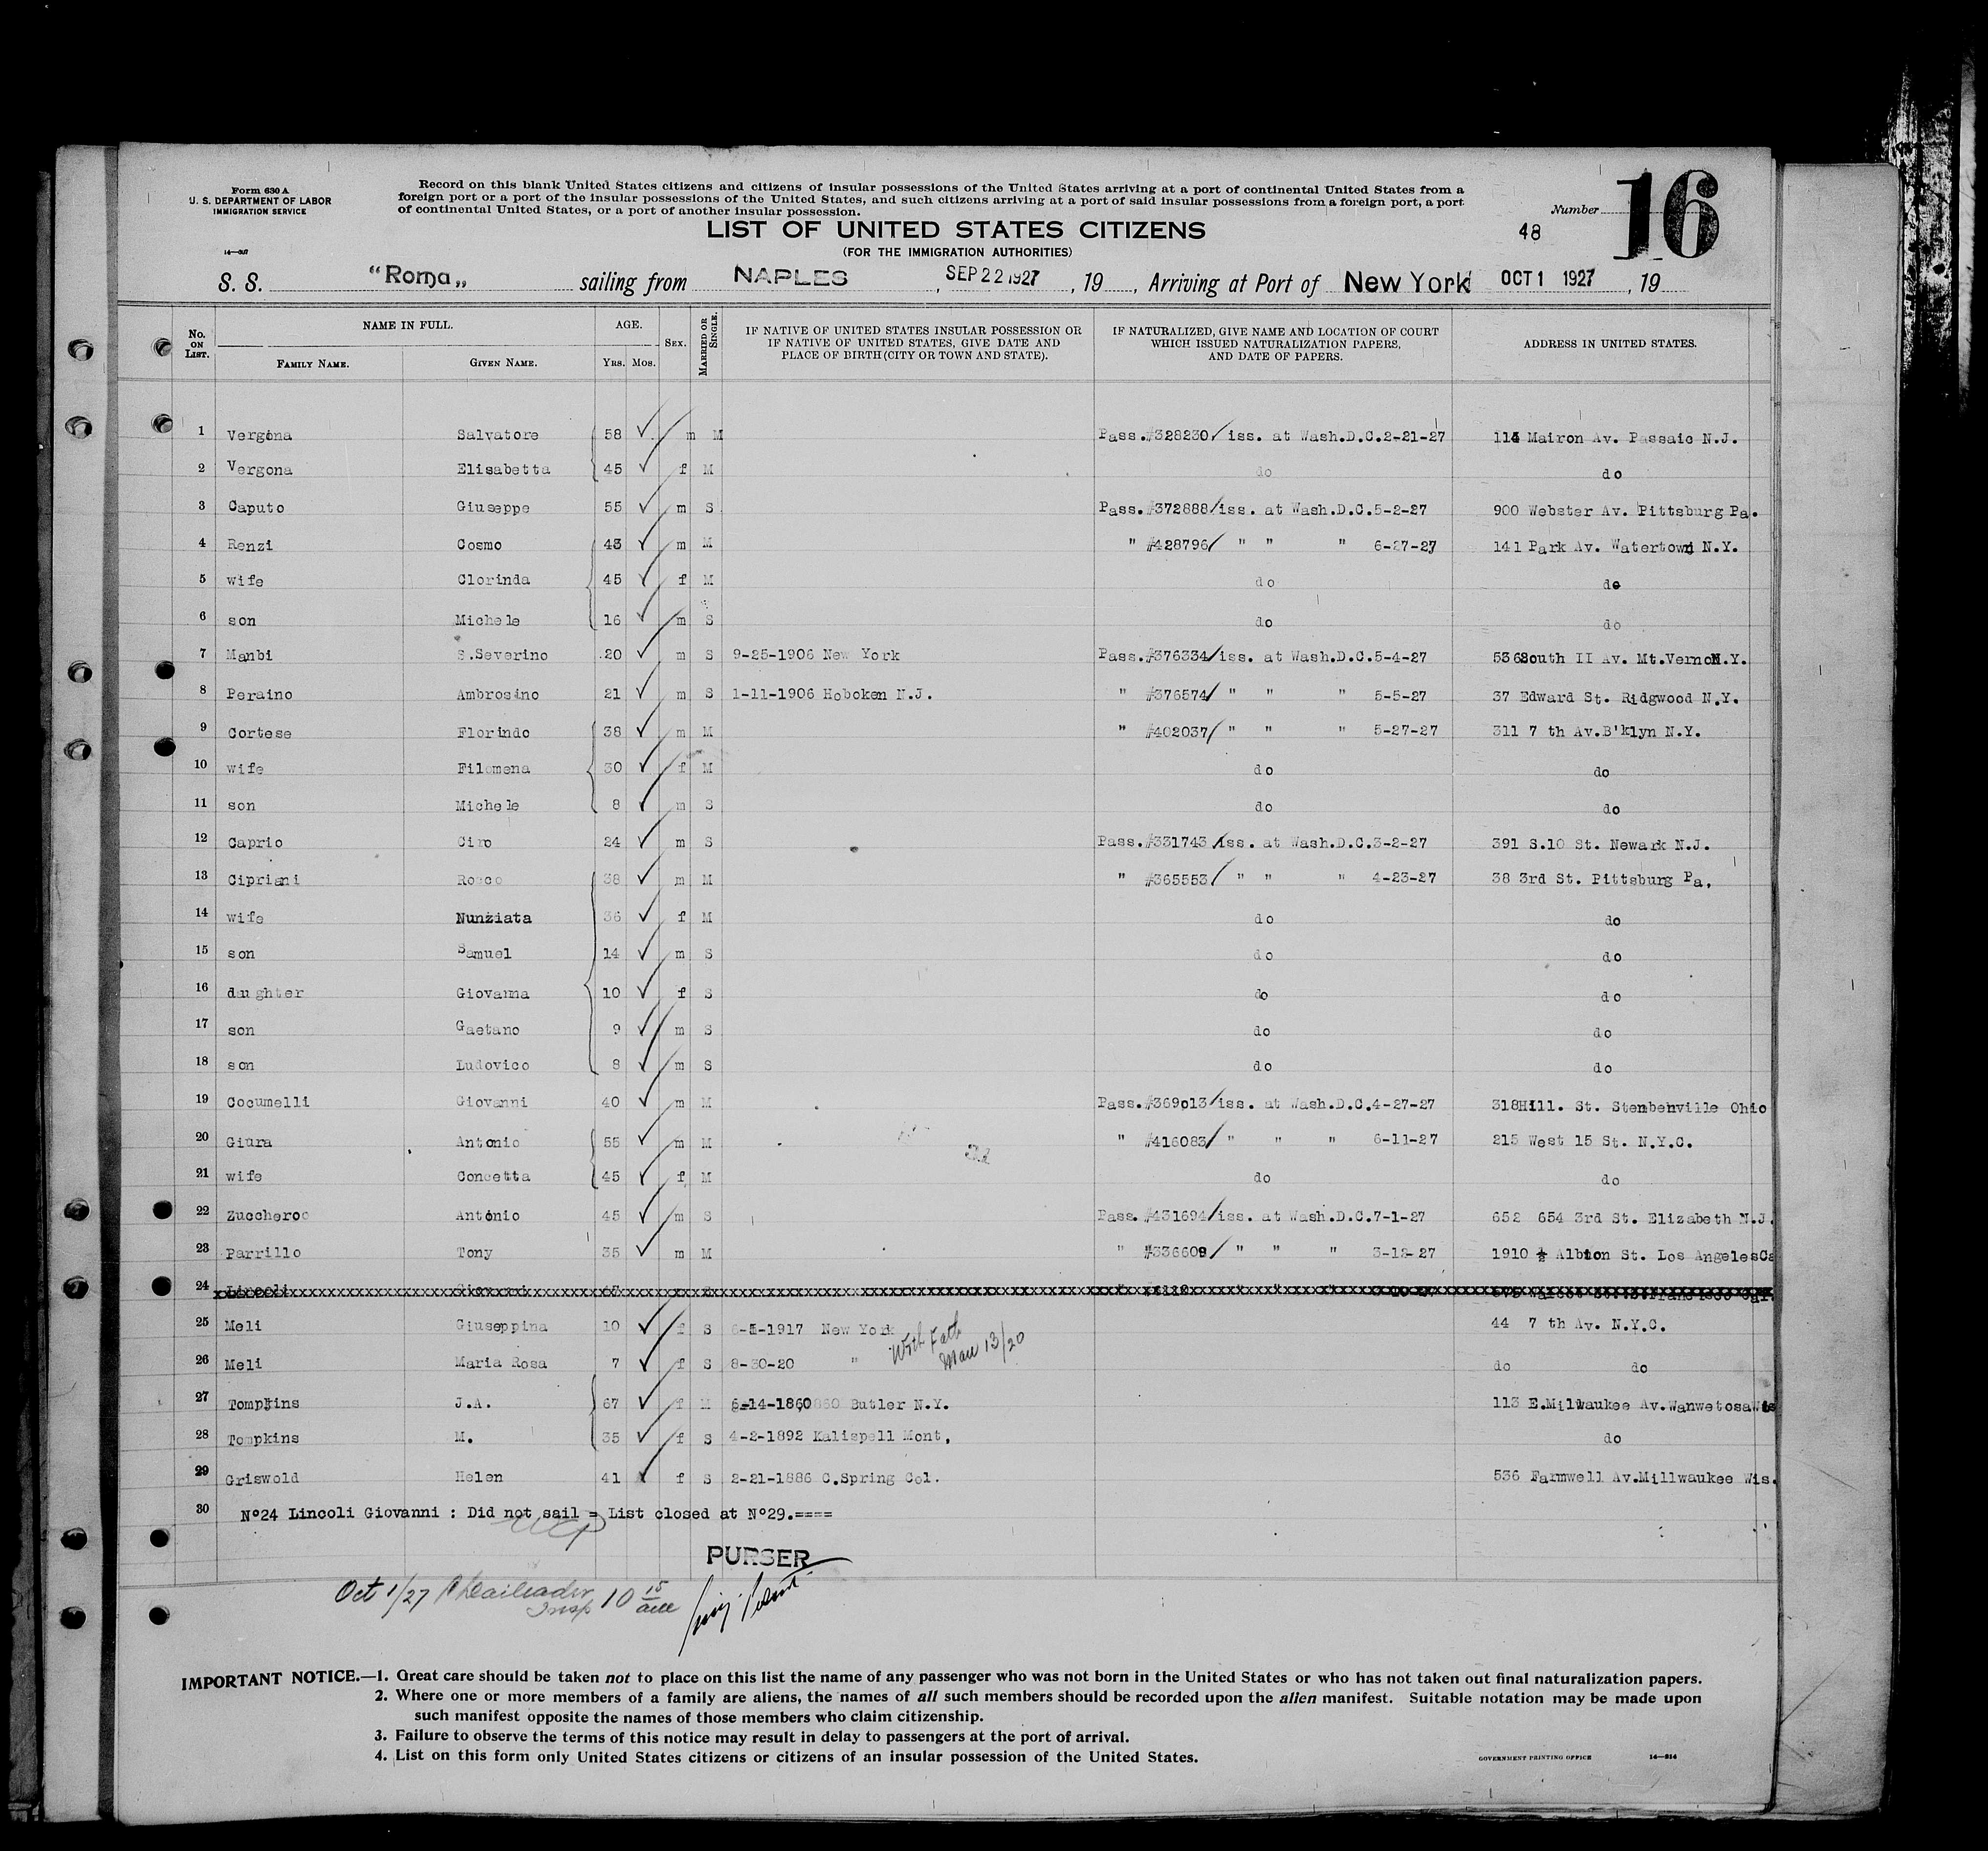 Form 630 A
U. S. DEPARTMENT OF LABOR
IMMIGRATION SERVICE
14—307
Record on this blank United States citizens and citizens of insular possessions of the United States arriving at a port of continental United States from a
foreign port or a port of the insular possessions of the United States, and such citizens arriving at a port of said insular possessions from a foreign port, a port
of continental United States, or a port of another insular possession.
LIST OF UNITED STATES CITIZENS
(FOR THE IMMIGRATION AUTHORITIES)
Number 16
48
S. S. "Roma" sailing from NAPLES, SEP 22 1927, 19 , Arriving at Port of New York OCT 1 1927, 19
No. ON LIST. NAME IN FULL. FAMILY NAME. GIVEN NAME. AGE. YRS. MOS. SEX. MARRIED OR SINGLE. IF NATIVE OF UNITED STATES INSULAR POSSESSION OR IF NATIVE OF UNITED STATES, GIVE DATE AND PLACE OF BIRTH (CITY OR TOWN AND STATE). IF NATURALIZED, GIVE NAME AND LOCATION OF COURT WHICH ISSUED NATURALIZATION PAPERS, AND DATE OF PAPERS. ADDRESS IN UNITED STATES.
1 Vergona Salvatore 58 m M Pass.#328230/ iss. at Wash.D.C.2-21-27 114 Mairon Av. Passaic N.J.
2 Vergona Elisabetta 45 f M do do
3 Caputo Giuseppe 55 m S Pass.#372888/iss. at Wash.D.C.5-2-27 900 Webster Av. Pittsburg Pa.
4 Renzi Cosmo 43 m M " #428796/ " " " 6-27-27 141 Park Av. Watertown N.Y.
5 wife Clorinda 45 f M do do
6 son Michele 16 m S do do
7 Manbi S.Severino 20 m S 9-25-1906 New York Pass.#376334/iss. at Wash.D.C.5-4-27 536South II Av. Mt.VernonN.Y.
8 Peraino Ambrosino 21 m S 1-11-1906 Hoboken N.J. " #376574/ " " " 5-5-27 37 Edward St. Ridgwood N.Y.
9 Cortese Florindo 38 m M " #402037/ " " " 5-27-27 311 7 th Av.B'klyn N.Y.
10 wife Filomena 30 f M do do
11 son Michele 8 m S do do
12 Caprio Ciro 24 m S Pass.#331743/iss. at Wash.D.C.3-2-27 391 S.10 St. Newark N.J.
13 Cipriani Rocco 38 m M " #365553/ " " " 4-23-27 38 3rd St. Pittsburg Pa.
14 wife Nunziata 36 f M do do
15 son Samuel 14 m S do do
16 daughter Giovanna 10 f S do do
17 son Gaetano 9 m S do do
18 son Ludovico 8 m S do do
19 Cocumelli Giovanni 40 m M Pass.#369013/iss. at Wash.D.C.4-27-27 318Hill. St. Stembenville Ohio
20 Giura Antonio 55 m M " #416083/ " " " 6-11-27 215 West 15 St. N.Y.C.
21 wife Concetta 45 f M do do
22 Zuccheroo Antonio 45 m S Pass. #431694/iss. at Wash.D.C.7-1-27 652 654 3rd St. Elizabeth N.J.
23 Parrillo Tony 35 m M " #336609/ " " " 3-12-27 1910 ½ Albion St. Los AngelesCa
24 Lincoli Giovanni
25 Meli Giuseppina 10 f S 6-5-1917 New York 44 7 th Av. N.Y.C.
26 Meli Maria Rosa 7 f S 8-30-20 " do do
With Fath
Man 13/20
27 Tompkins J.A. 67 f M 6-14-1860 Butler N.Y. 113 E.Milwaukee Av.WanwetosaWis
28 Tompkins M. 35 f S 4-2-1892 Kalispell Mont, do
29 Griswold Helen 41 f S 2-21-1886 C.Spring Col. 536 Farmwell Av.Millwaukee Wis.
30 N°24 Lincoli Giovanni : Did not sail = List closed at N°29.====
PURSER
Oct 1/27 Insp 10 15
IMPORTANT NOTICE.—1. Great care should be taken not to place on this list the name of any passenger who was not born in the United States or who has not taken out final naturalization papers.
2. Where one or more members of a family are aliens, the names of all such members should be recorded upon the alien manifest. Suitable notation may be made upon
such manifest opposite the names of those members who claim citizenship.
3. Failure to observe the terms of this notice may result in delay to passengers at the port of arrival.
4. List on this form only United States citizens or citizens of an insular possession of the United States.
GOVERNMENT PRINTING OFFICE 14—314